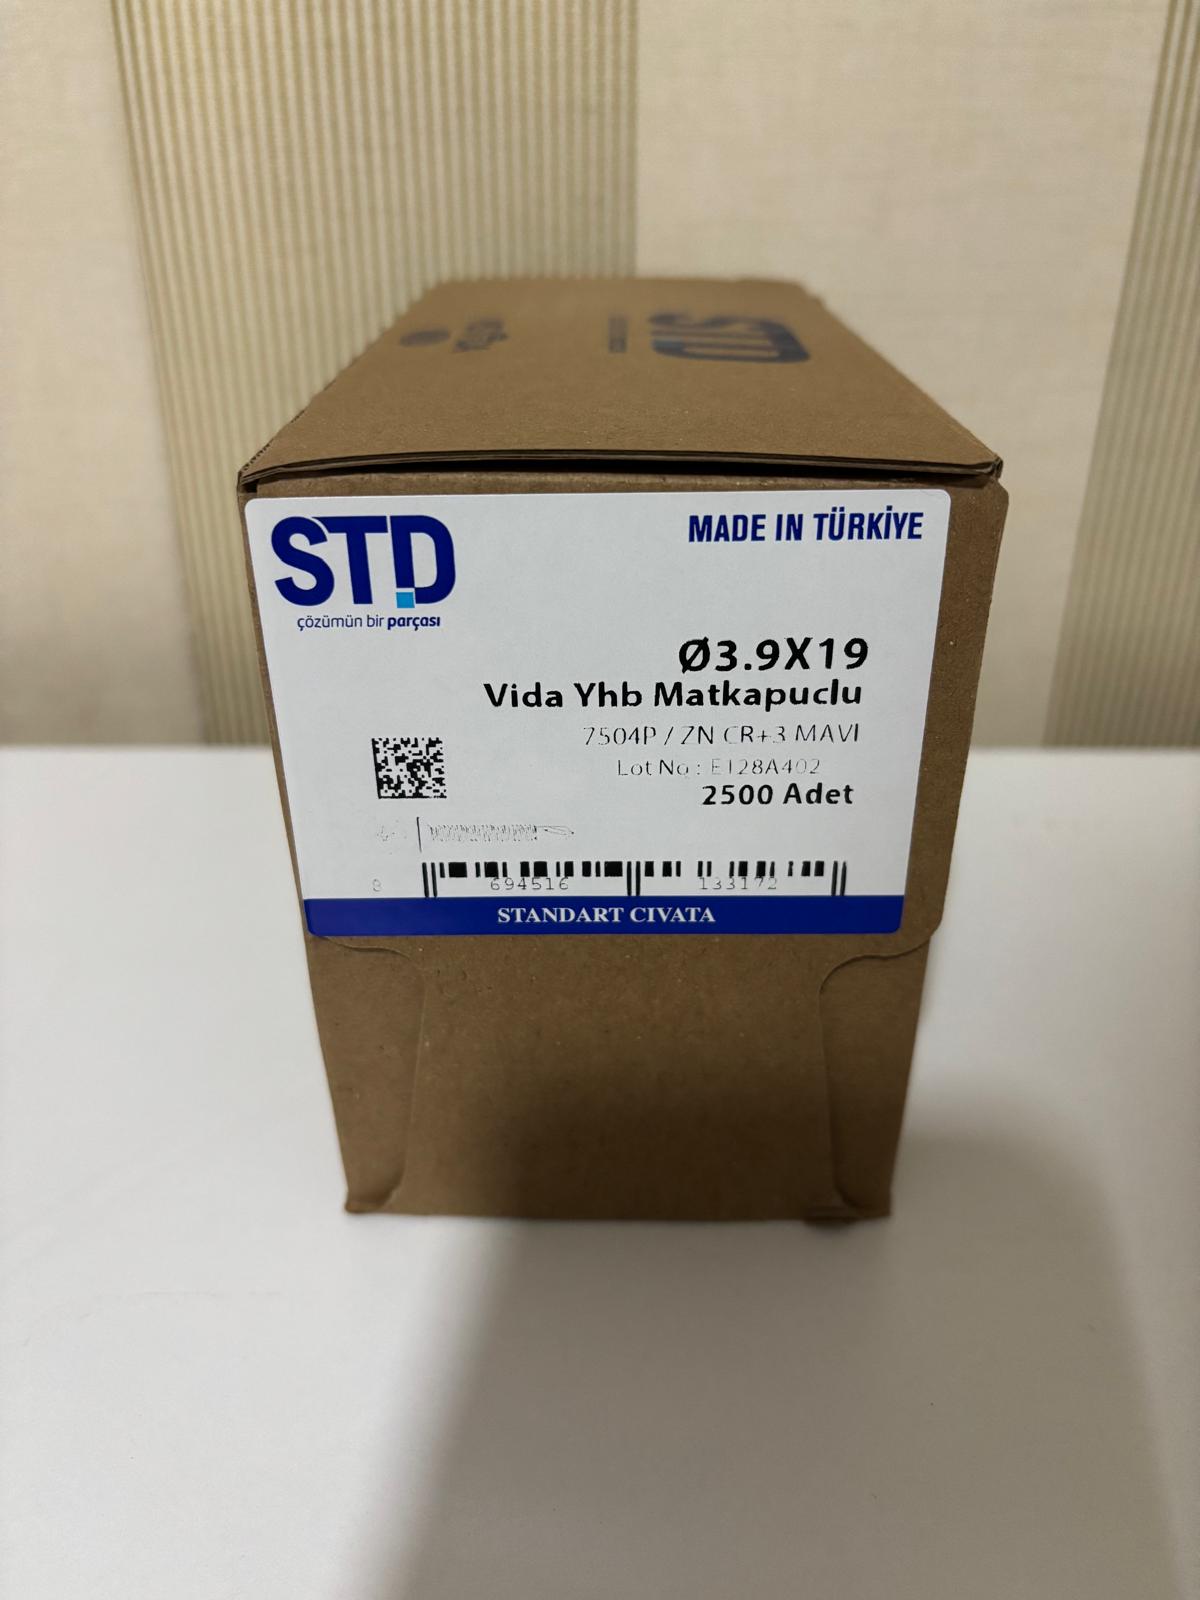 STD
STD
çözümün bir parçası
MADE IN TÜRKİYE
Ø3.9X19
Vida Yhb Matkapuclu
7504P / ZN CR+3 MAVI
Lot No : E128A402
2500 Adet
8 694516 133172
STANDART CIVATA